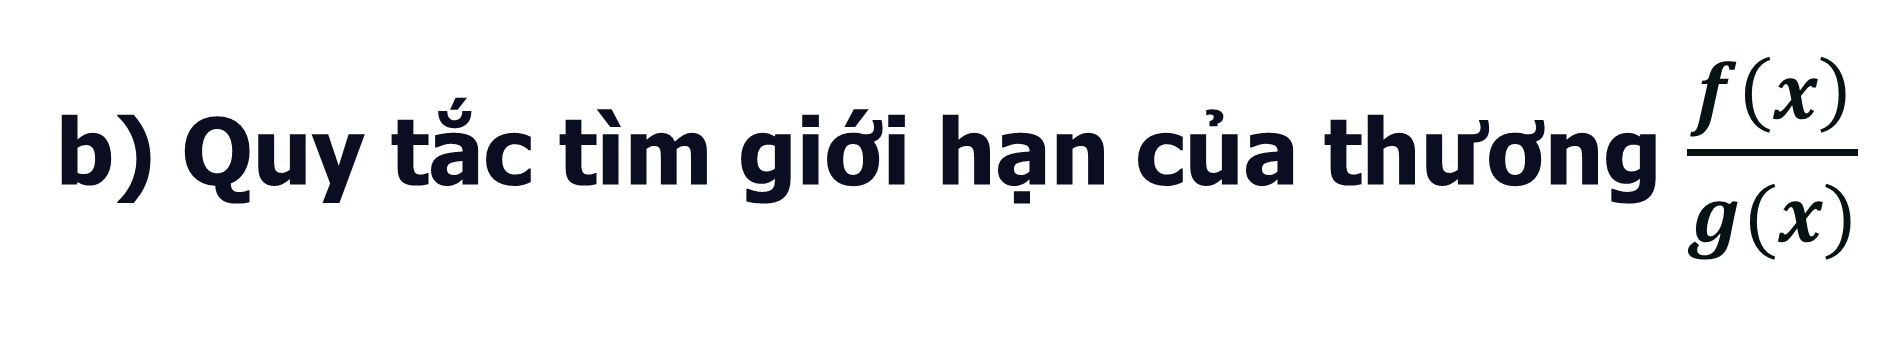 b) Quy tắc tìm giới hạn của thương f(x)/g(x)